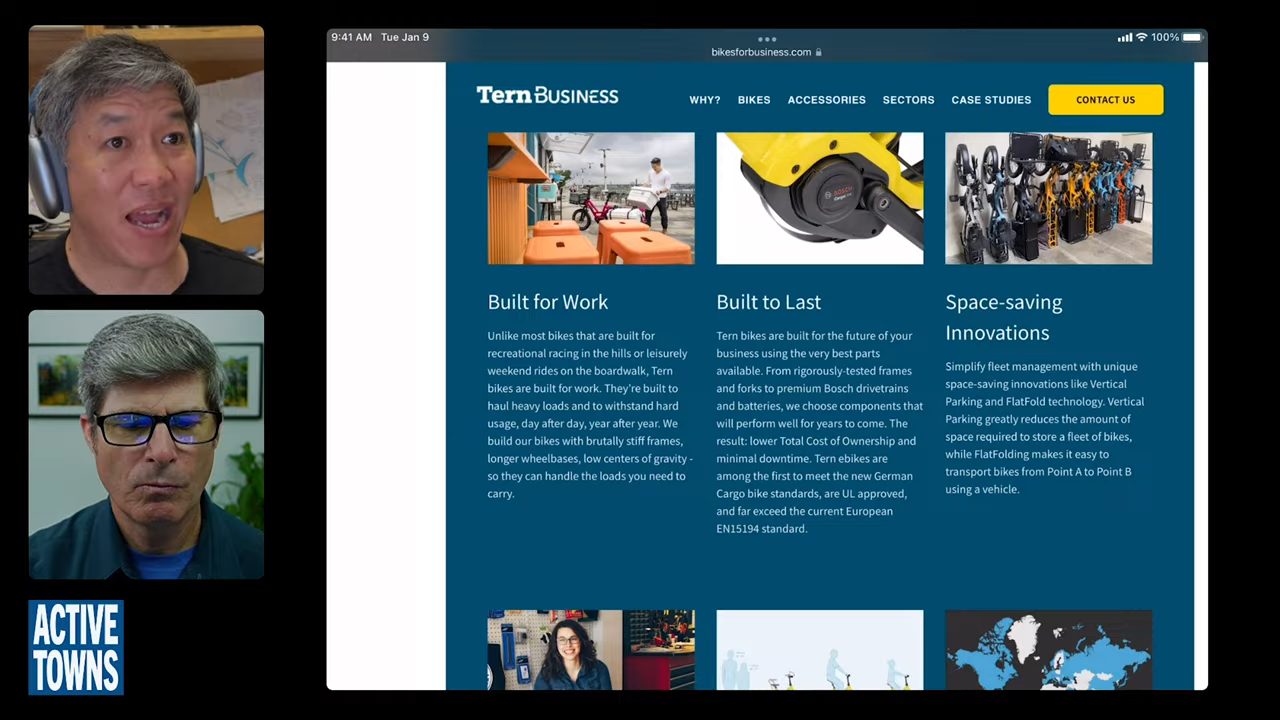 9:41 AM Tue Jan 9
bikesforbusiness.com
100%
Tern BUSINESS
WHY?
BIKES
ACCESSORIES
SECTORS
CASE STUDIES
CONTACT US
BOSCH
Built for Work
Unlike most bikes that are built for
recreational racing in the hills or leisurely
weekend rides on the boardwalk, Tern
bikes are built for work. They're built to
haul heavy loads and to withstand hard
usage, day after day, year after year. We
build our bikes with brutally stiff frames,
longer wheelbases, low centers of gravity -
so they can handle the loads you need to
carry.
Built to Last
Tern bikes are built for the future of your
business using the very best parts
available. From rigorously-tested frames
and forks to premium Bosch drivetrains
and batteries, we choose components that
will perform well for years to come. The
result: lower Total Cost of Ownership and
minimal downtime. Tern ebikes are
among the first to meet the new German
Cargo bike standards, are UL approved,
and far exceed the current European
EN15194 standard.
Space-saving
Innovations
Simplify fleet management with unique
space-saving innovations like Vertical
Parking and FlatFold technology. Vertical
Parking greatly reduces the amount of
space required to store a fleet of bikes,
while FlatFolding makes it easy to
transport bikes from Point A to Point B
using a vehicle.
ACTIVE
TOWNS